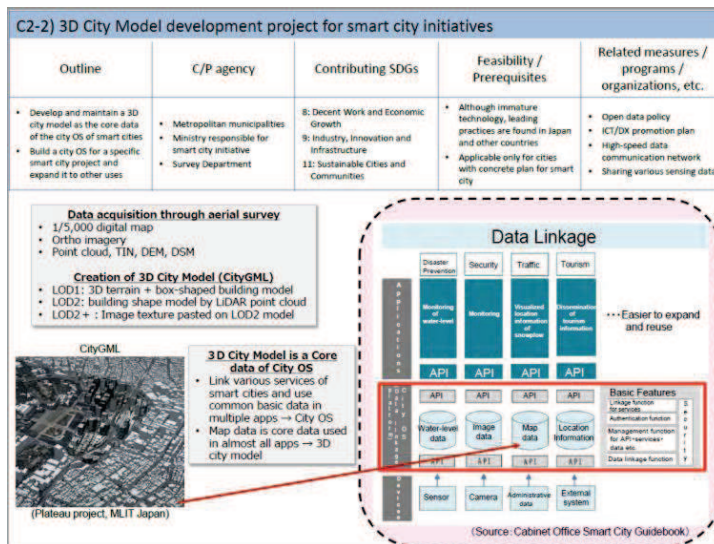 C2-2) 3D City Model development project for smart city initiatives
Outline
C/P agency
Contributing SDGs
Feasibility /
Prerequisites
Related measures /
programs /
organizations, etc.
• Develop and maintain a 3D
city model as the core data
of the city OS of smart cities
• Build a city OS for a specific
smart city project and
expand it to other uses
• Metropolitan municipalities
• Ministry responsible for
smart city initiative
• Survey Department
8: Decent Work and Economic
Growth
9: Industry, Innovation and
Infrastructure
11: Sustainable Cities and
Communities
• Although immature
technology, leading
practices are found in Japan
and other countries
• Applicable only for cities
with concrete plan for smart
city
• Open data policy
• ICT/DX promotion plan
• High-speed data
communication network
• Sharing various sensing data
Data acquisition through aerial survey
• 1/5,000 digital map
• Ortho imagery
• Point cloud, TIN, DEM, DSM
Creation of 3D City Model (CityGML)
• LOD1: 3D terrain + box-shaped building model
• LOD2: building shape model by LiDAR point cloud
• LOD2+ : Image texture pasted on LOD2 model
CityGML
(Plateau project, MLIT Japan)
3D City Model is a Core
data of City OS
• Link various services of
smart cities and use
common basic data in
multiple apps → City OS
• Map data is core data used
in almost all apps → 3D
city model
Data Linkage
Disaster
Prevention
Security
Traffic
Tourism
Applications
Monitoring
of
water-level
Monitoring
Visualized
location
information
of
snowplow
Dissemination
of
tourism
information
···Easier to expand
and reuse
API
API
API
API
City OS
API
API
API
API
Water-level
data
Image
data
Map
data
Location
Information
API
API
API
API
Basic Features
Linkage function
for services
Authentication function
Management function
for API·services·
data etc.
Data linkage function
Security
Devices
Sensor
Camera
Administrative
data
External
system
(Source: Cabinet Office Smart City Guidebook)